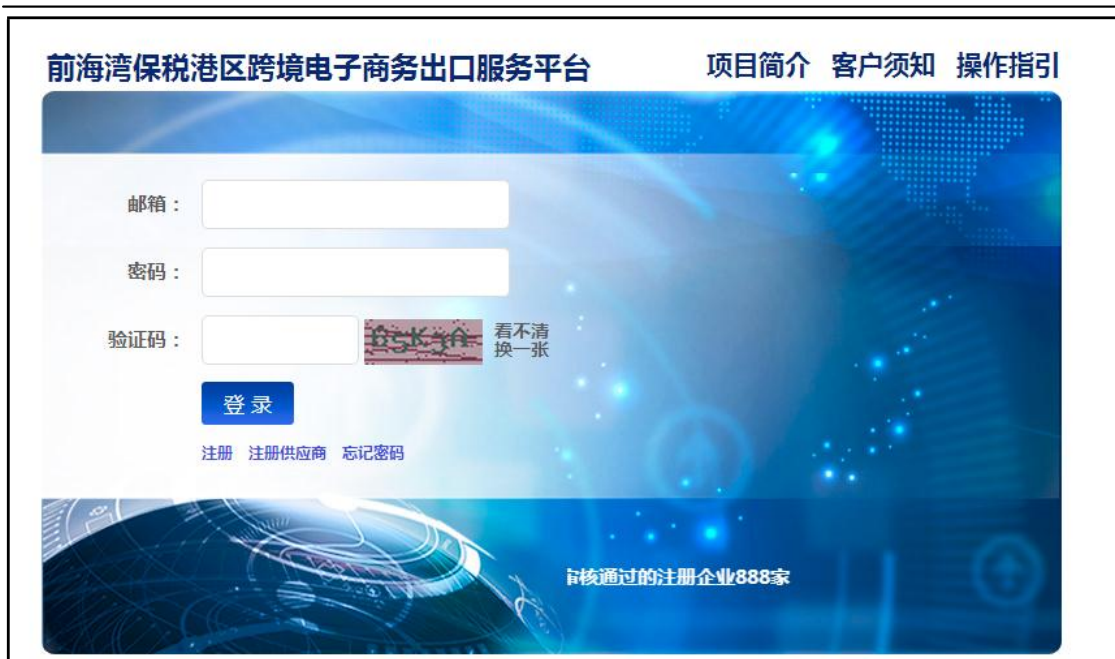 前海湾保税港区跨境电子商务出口服务平台 项目简介 客户须知 操作指引
邮箱：
密码：
验证码： 看不清
换一张
登录
注册 注册供应商 忘记密码
核通过的注册企业888家